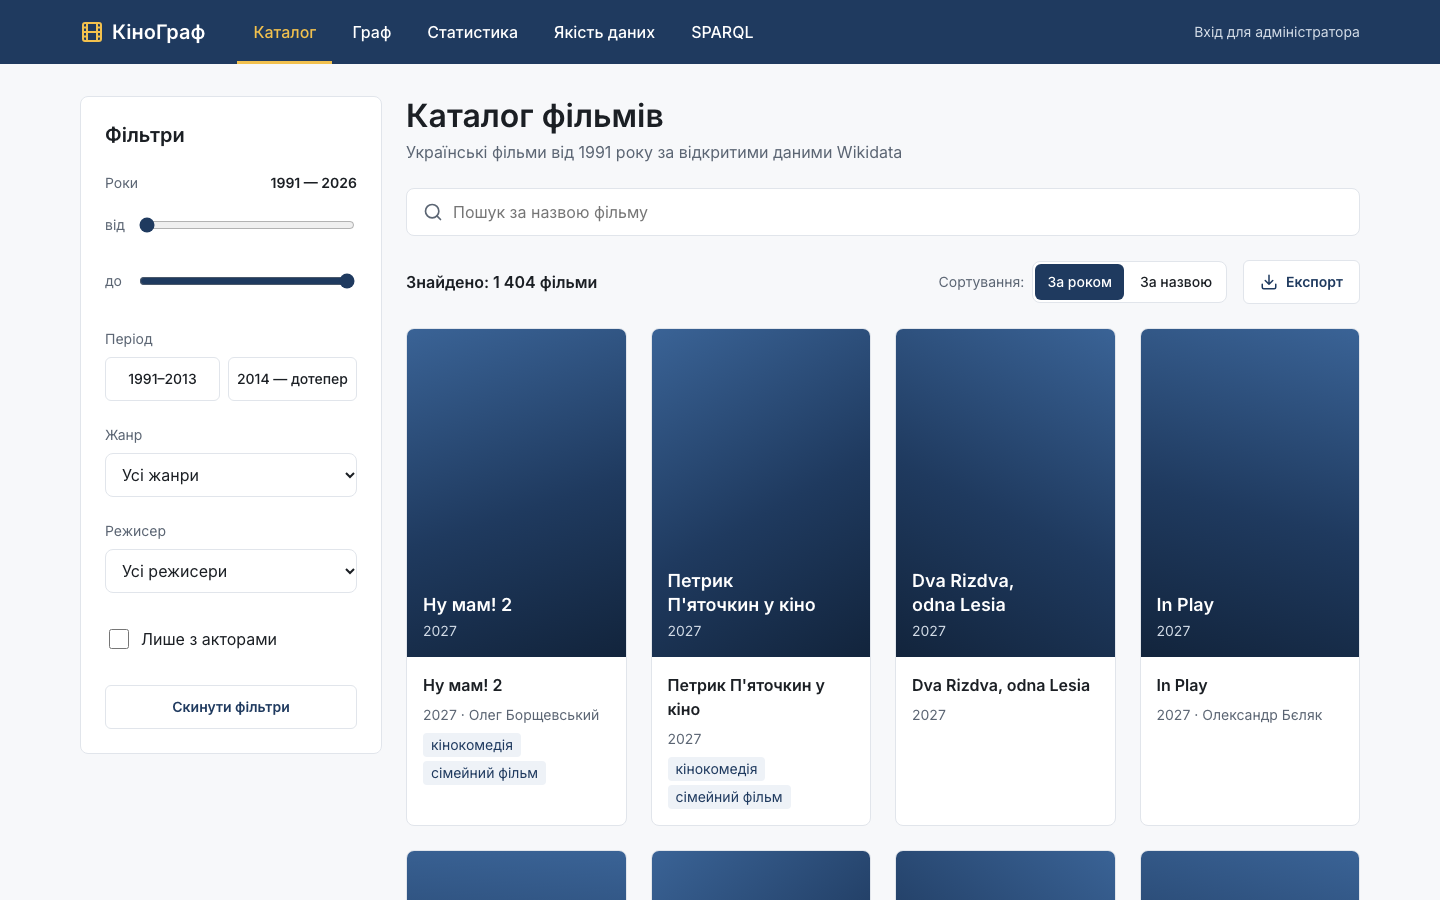 КіноГраф
Каталог
Граф
Статистика
Якість даних
SPARQL
Вхід для адміністратора
Фільтри
Роки 1991 — 2026
від
до
Період
1991–2013
2014 — дотепер
Жанр
Усі жанри
Режисер
Усі режисери
Лише з акторами
Скинути фільтри
Каталог фільмів
Українські фільми від 1991 року за відкритими даними Wikidata
Пошук за назвою фільму
Знайдено: 1 404 фільми
Сортування:
За роком
За назвою
Експорт
Ну мам! 2
2027
Ну мам! 2
2027 · Олег Борщевський
кінокомедія
сімейний фільм
Петрик
П'яточкин у кіно
2027
Петрик П'яточкин у
кіно
2027
кінокомедія
сімейний фільм
Dva Rizdva,
odna Lesia
2027
Dva Rizdva, odna Lesia
2027
In Play
2027
In Play
2027 · Олександр Бєляк